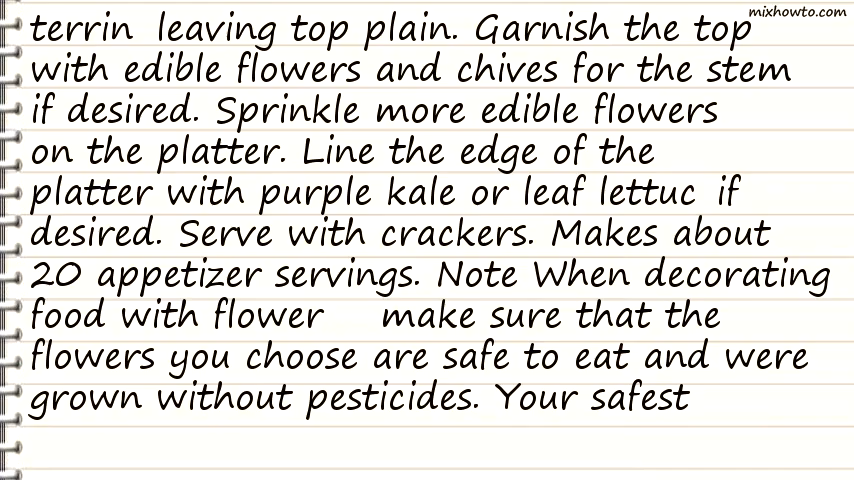 mixhowto.com
terrin leaving top plain. Garnish the top
with edible flowers and chives for the stem
if desired. Sprinkle more edible flowers
on the platter. Line the edge of the
platter with purple kale or leaf lettuc if
desired. Serve with crackers. Makes about
20 appetizer servings. Note When decorating
food with flower make sure that the
flowers you choose are safe to eat and were
grown without pesticides. Your safest